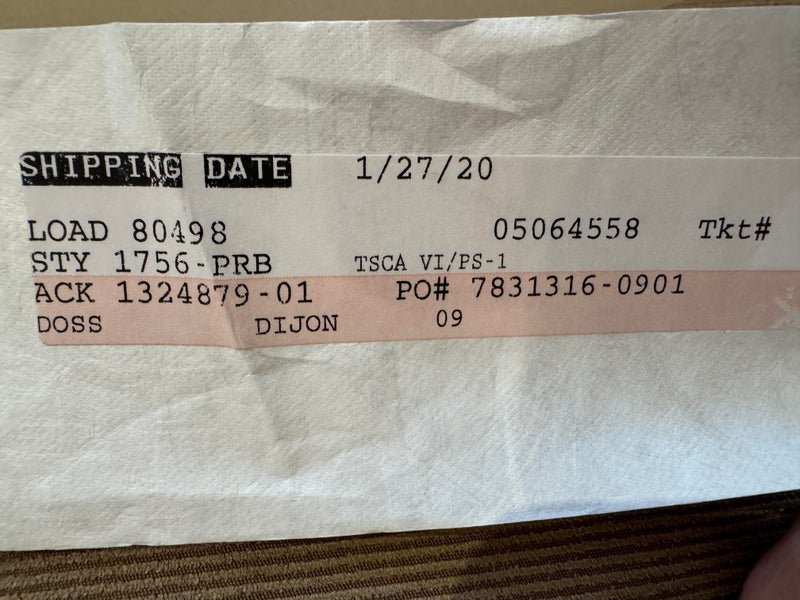 SHIPPING DATE 1/27/20
LOAD 80498 05064558 Tkt#
STY 1756-PRB TSCA VI/PS-1
ACK 1324879-01 PO# 7831316-0901
DOSS DIJON 09